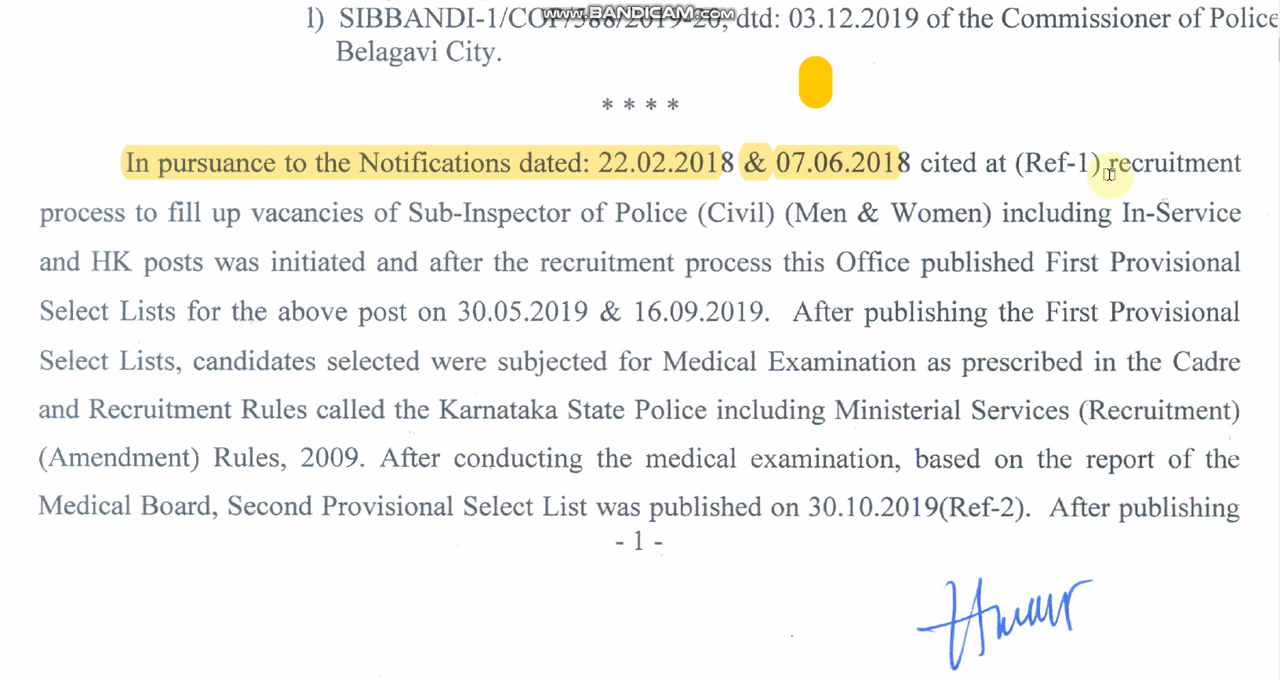 l) SIBBANDI-1/COP/588/2019-20, dtd: 03.12.2019 of the Commissioner of Police
www.BANDICAM.com
Belagavi City.
* * * *
In pursuance to the Notifications dated: 22.02.2018 & 07.06.2018 cited at (Ref-1) recruitment
process to fill up vacancies of Sub-Inspector of Police (Civil) (Men & Women) including In-Service
and HK posts was initiated and after the recruitment process this Office published First Provisional
Select Lists for the above post on 30.05.2019 & 16.09.2019. After publishing the First Provisional
Select Lists, candidates selected were subjected for Medical Examination as prescribed in the Cadre
and Recruitment Rules called the Karnataka State Police including Ministerial Services (Recruitment)
(Amendment) Rules, 2009. After conducting the medical examination, based on the report of the
Medical Board, Second Provisional Select List was published on 30.10.2019(Ref-2). After publishing
- 1 -